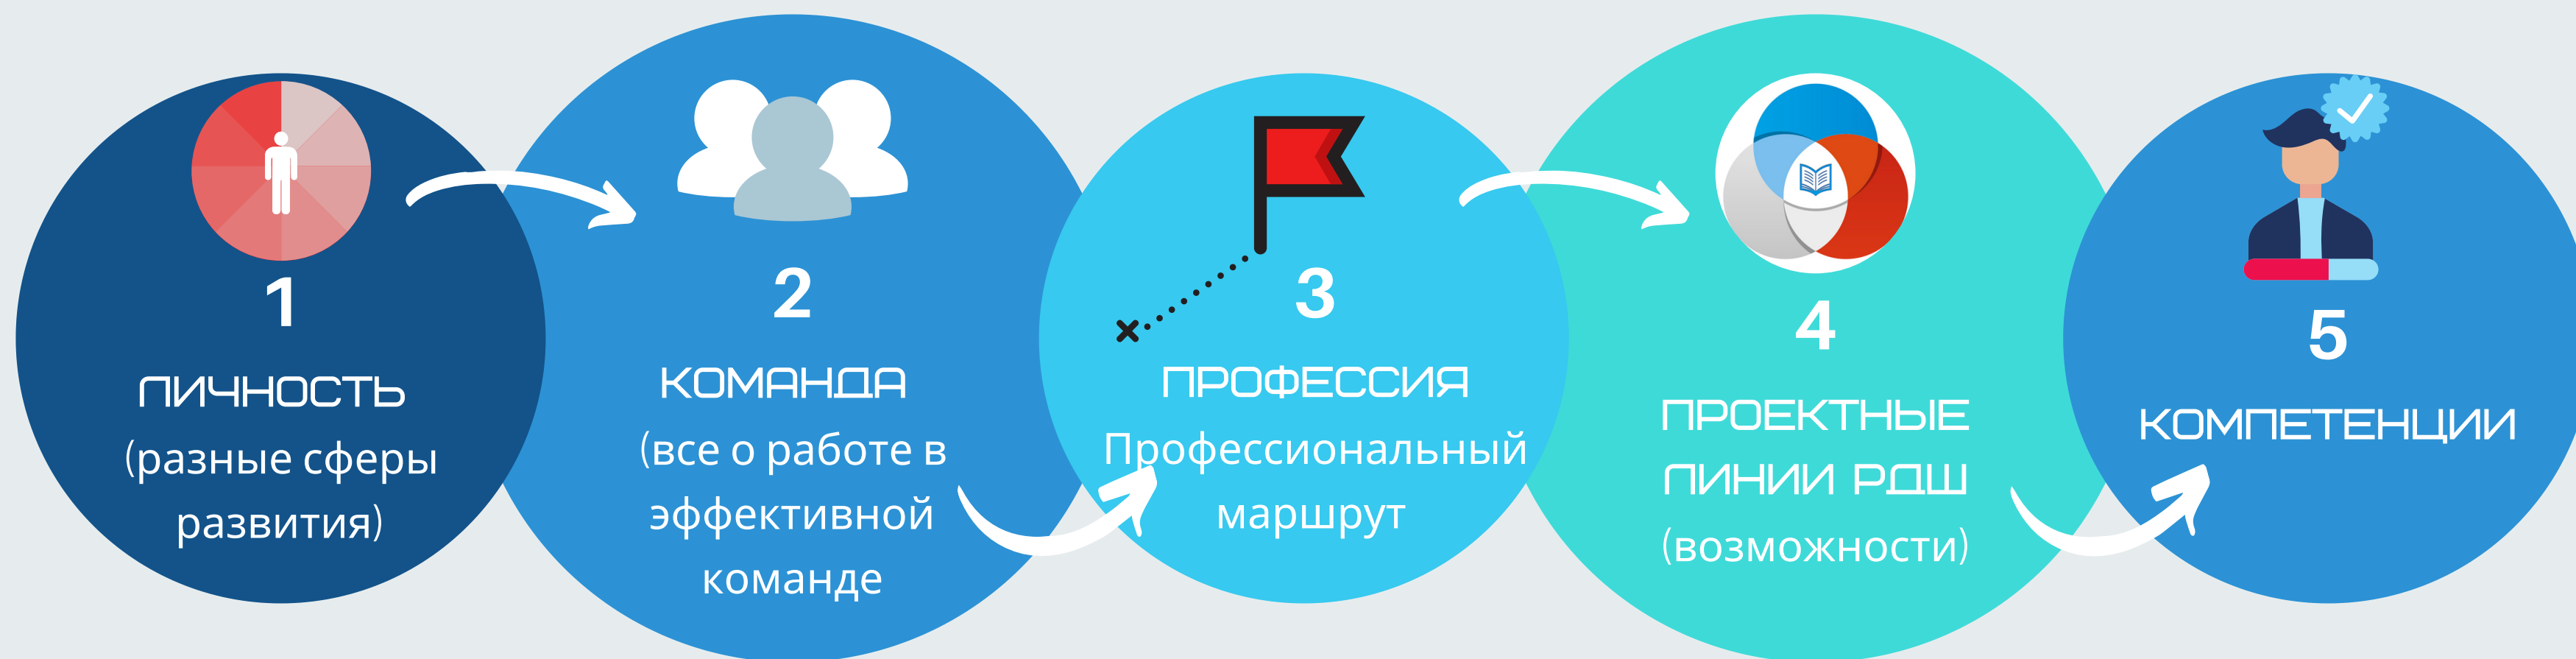 1
ЛИЧНОСТЬ
(разные сферы
развития)
2
КОМАНДА
(все о работе в
эффективной
команде
3
ПРОФЕССИЯ
Профессиональный
маршрут
4
ПРОЕКТНЫЕ
ЛИНИИ РДШ
(возможности)
5
КОМПЕТЕНЦИИ